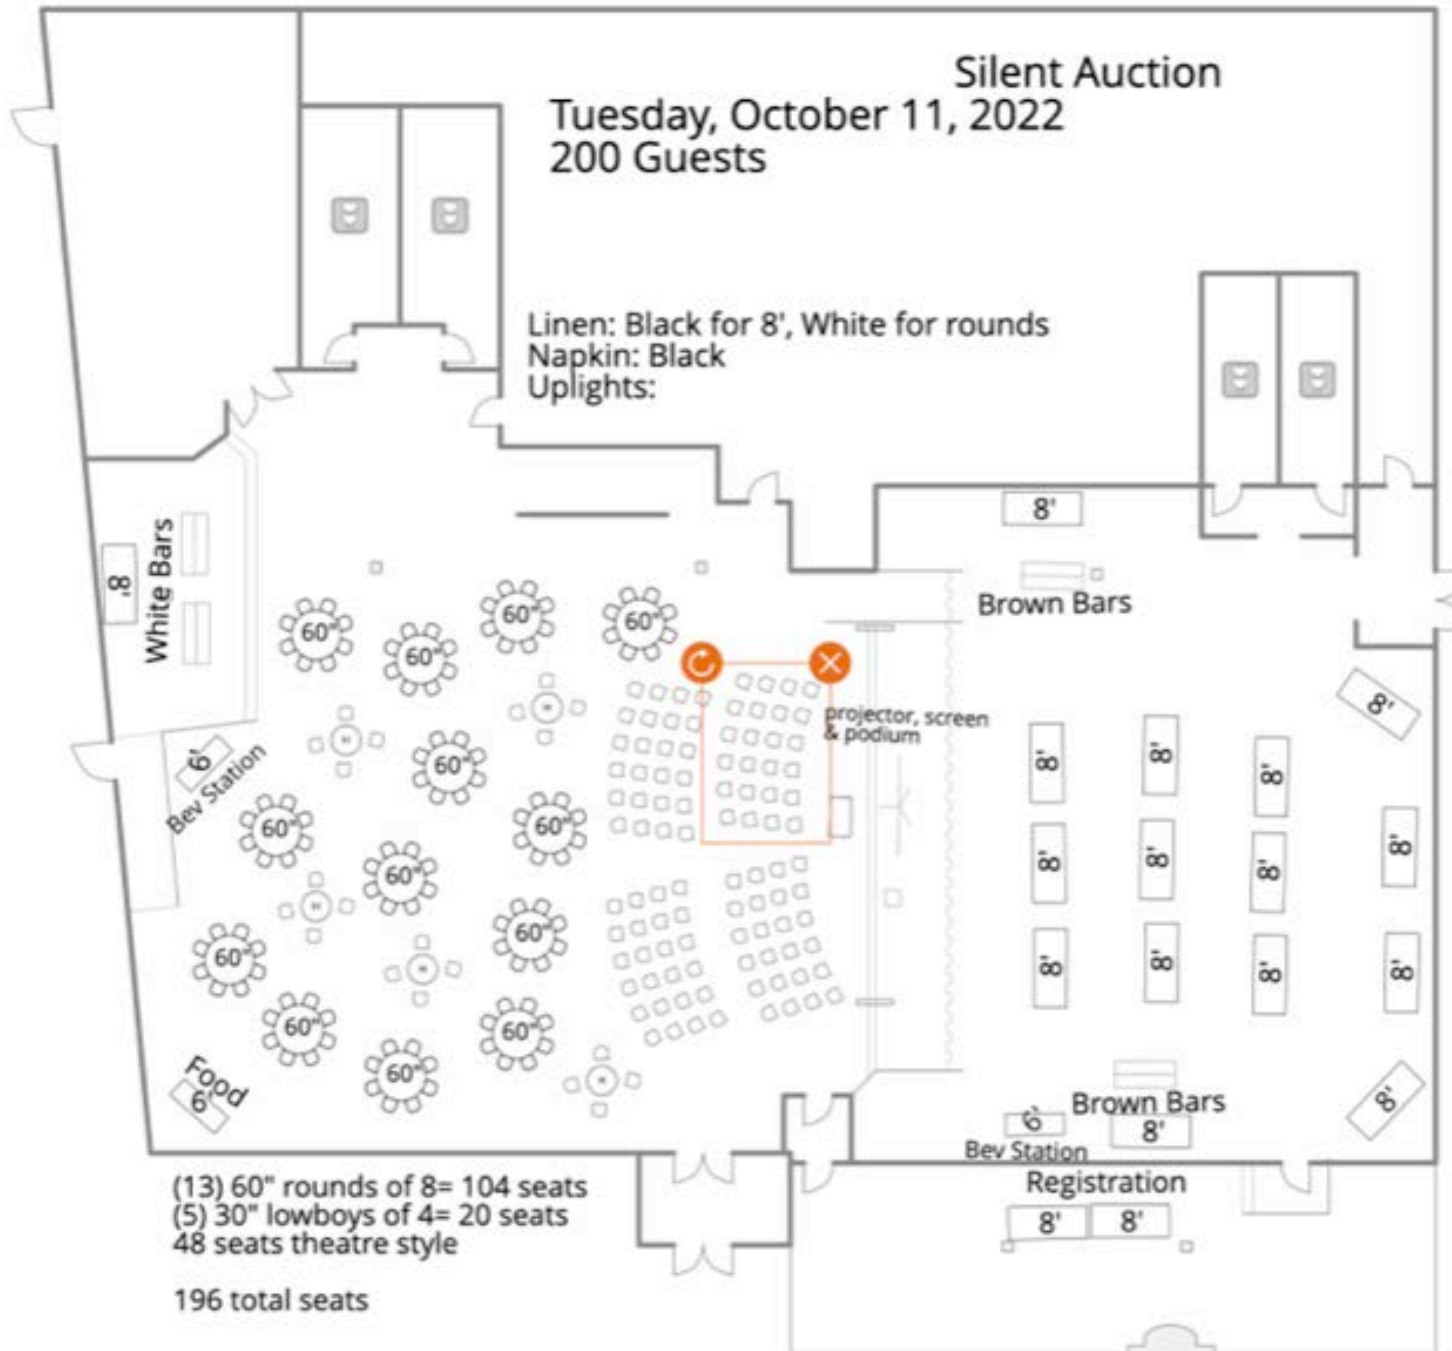 Silent Auction
Tuesday, October 11, 2022
200 Guests
Linen: Black for 8', White for rounds
Napkin: Black
Uplights:
8'
White Bars
8'
Brown Bars
60"
60"
60"
60"
projector, screen
& podium
6'
Bev Station
60"
60"
60"
60"
60"
60"
60"
60"
60"
Food
6'
8'
8'
8'
8'
8'
8'
8'
8'
8'
8'
8'
8'
8'
8'
Brown Bars
6'
8'
Bev Station
Registration
8'
8'
(13) 60" rounds of 8= 104 seats
(5) 30" lowboys of 4= 20 seats
48 seats theatre style
196 total seats